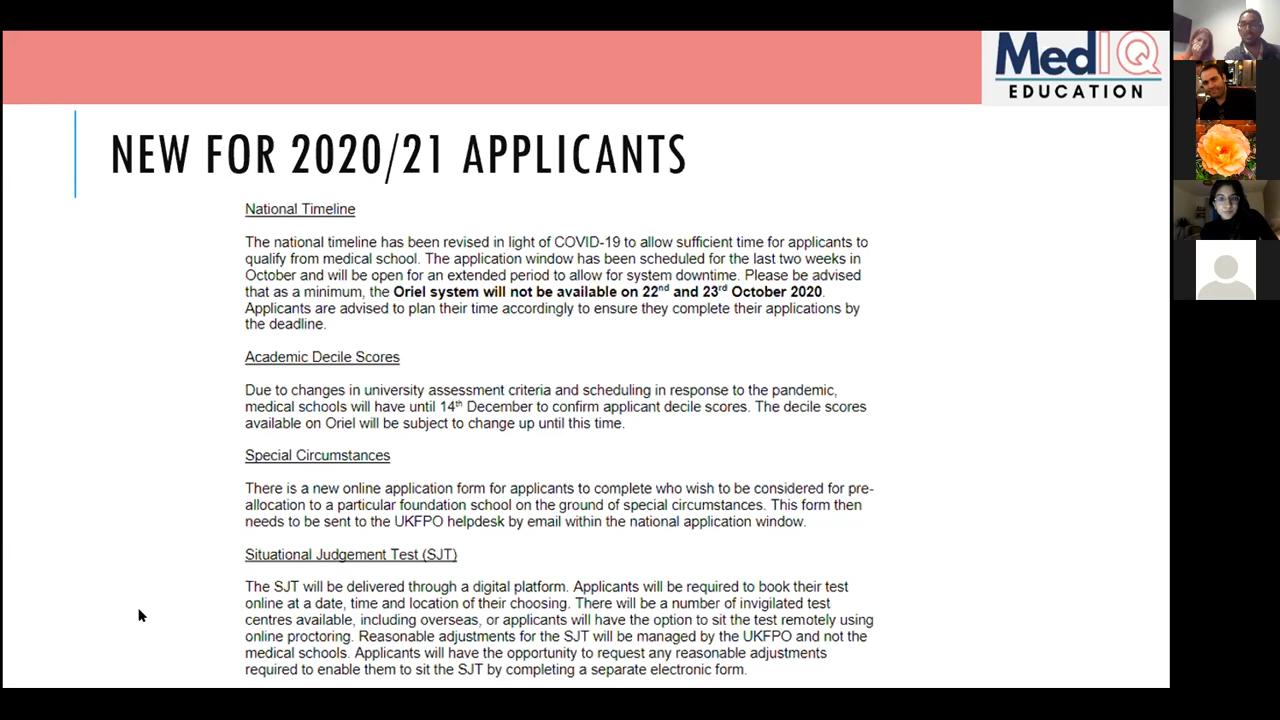 MedIQ
EDUCATION
NEW FOR 2020/21 APPLICANTS
National Timeline
The national timeline has been revised in light of COVID-19 to allow sufficient time for applicants to
qualify from medical school. The application window has been scheduled for the last two weeks in
October and will be open for an extended period to allow for system downtime. Please be advised
that as a minimum, the Oriel system will not be available on 22nd and 23rd October 2020.
Applicants are advised to plan their time accordingly to ensure they complete their applications by
the deadline.
Academic Decile Scores
Due to changes in university assessment criteria and scheduling in response to the pandemic,
medical schools will have until 14th December to confirm applicant decile scores. The decile scores
available on Oriel will be subject to change up until this time.
Special Circumstances
There is a new online application form for applicants to complete who wish to be considered for pre-
allocation to a particular foundation school on the ground of special circumstances. This form then
needs to be sent to the UKFPO helpdesk by email within the national application window.
Situational Judgement Test (SJT)
The SJT will be delivered through a digital platform. Applicants will be required to book their test
online at a date, time and location of their choosing. There will be a number of invigilated test
centres available, including overseas, or applicants will have the option to sit the test remotely using
online proctoring. Reasonable adjustments for the SJT will be managed by the UKFPO and not the
medical schools. Applicants will have the opportunity to request any reasonable adjustments
required to enable them to sit the SJT by completing a separate electronic form.